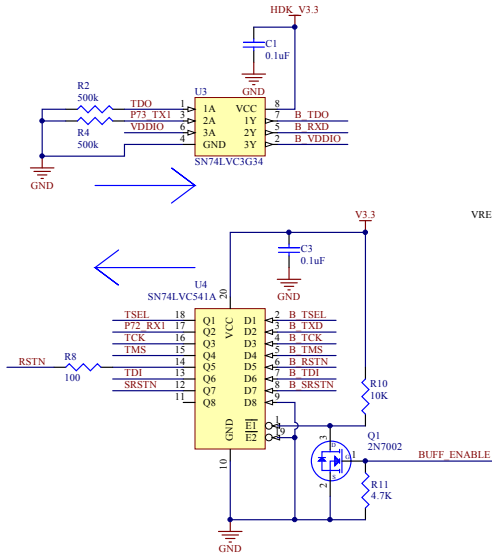 HDK_V3.3
C1
0.1uF
GND
R2
500k
U3
TDO 1 1A VCC 8
P73_TX1 3 2A 1Y 7 B_TDO
VDDIO 6 3A 2Y 5 B_RXD
4 GND 3Y 2 B_VDDIO
R4
500k
SN74LVC3G34
GND
V3.3
VRE
C3
0.1uF
GND
U4
SN74LVC541A
20
VCC
TSEL 18 Q1 D1 2 B_TSEL
P72_RX1 17 Q2 D2 3 B_TXD
TCK 16 Q3 D3 4 B_TCK
TMS 15 Q4 D4 5 B_TMS
RSTN R8 14 Q5 D5 6 B_RSTN
100
TDI 13 Q6 D6 7 B_TDI
SRSTN 12 Q7 D7 8 B_SRSTN
11 Q8 D8 9
R10
10K
E1 1
E2 19
GND
10
Q1
2N7002
3
D
G 1
S
2
BUFF_ENABLE
R11
4.7K
GND